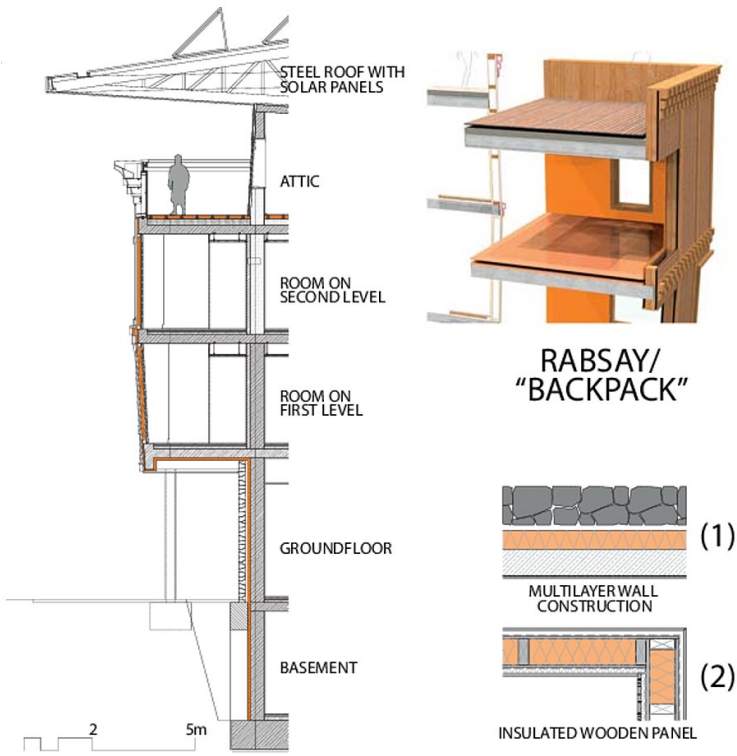 STEEL ROOF WITH
SOLAR PANELS
ATTIC
ROOM ON
SECOND LEVEL
ROOM ON
FIRST LEVEL
GROUNDFLOOR
BASEMENT
2
5m
RABSAY/
“BACKPACK”
(1)
MULTILAYER WALL
CONSTRUCTION
(2)
INSULATED WOODEN PANEL